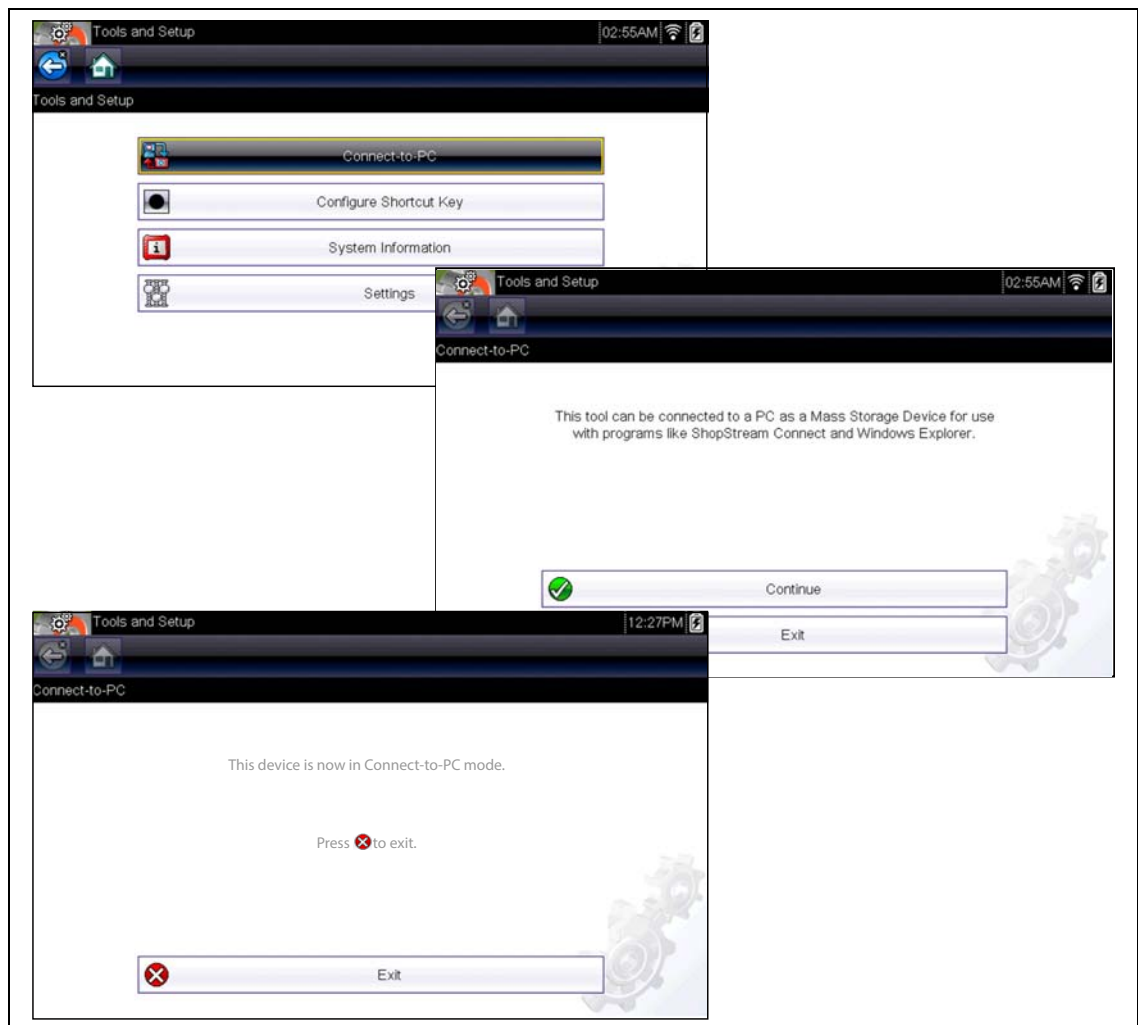 Tools and Setup
02:55AM
Tools and Setup
Connect-to-PC
Configure Shortcut Key
System Information
Settings
Tools and Setup
02:55AM
Connect-to-PC
This tool can be connected to a PC as a Mass Storage Device for use
with programs like ShopStream Connect and Windows Explorer.
Continue
Exit
Tools and Setup
12:27PM
Connect-to-PC
This device is now in Connect-to-PC mode.
Press to exit.
Exit